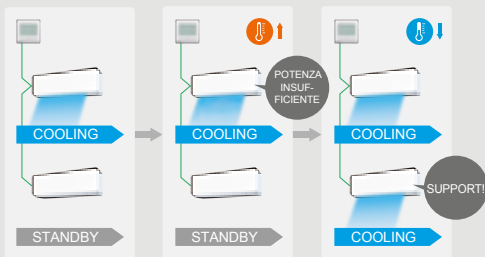 COOLING
STANDBY
POTENZA
INSUF-
FICIENTE
COOLING
STANDBY
COOLING
SUPPORT!
COOLING